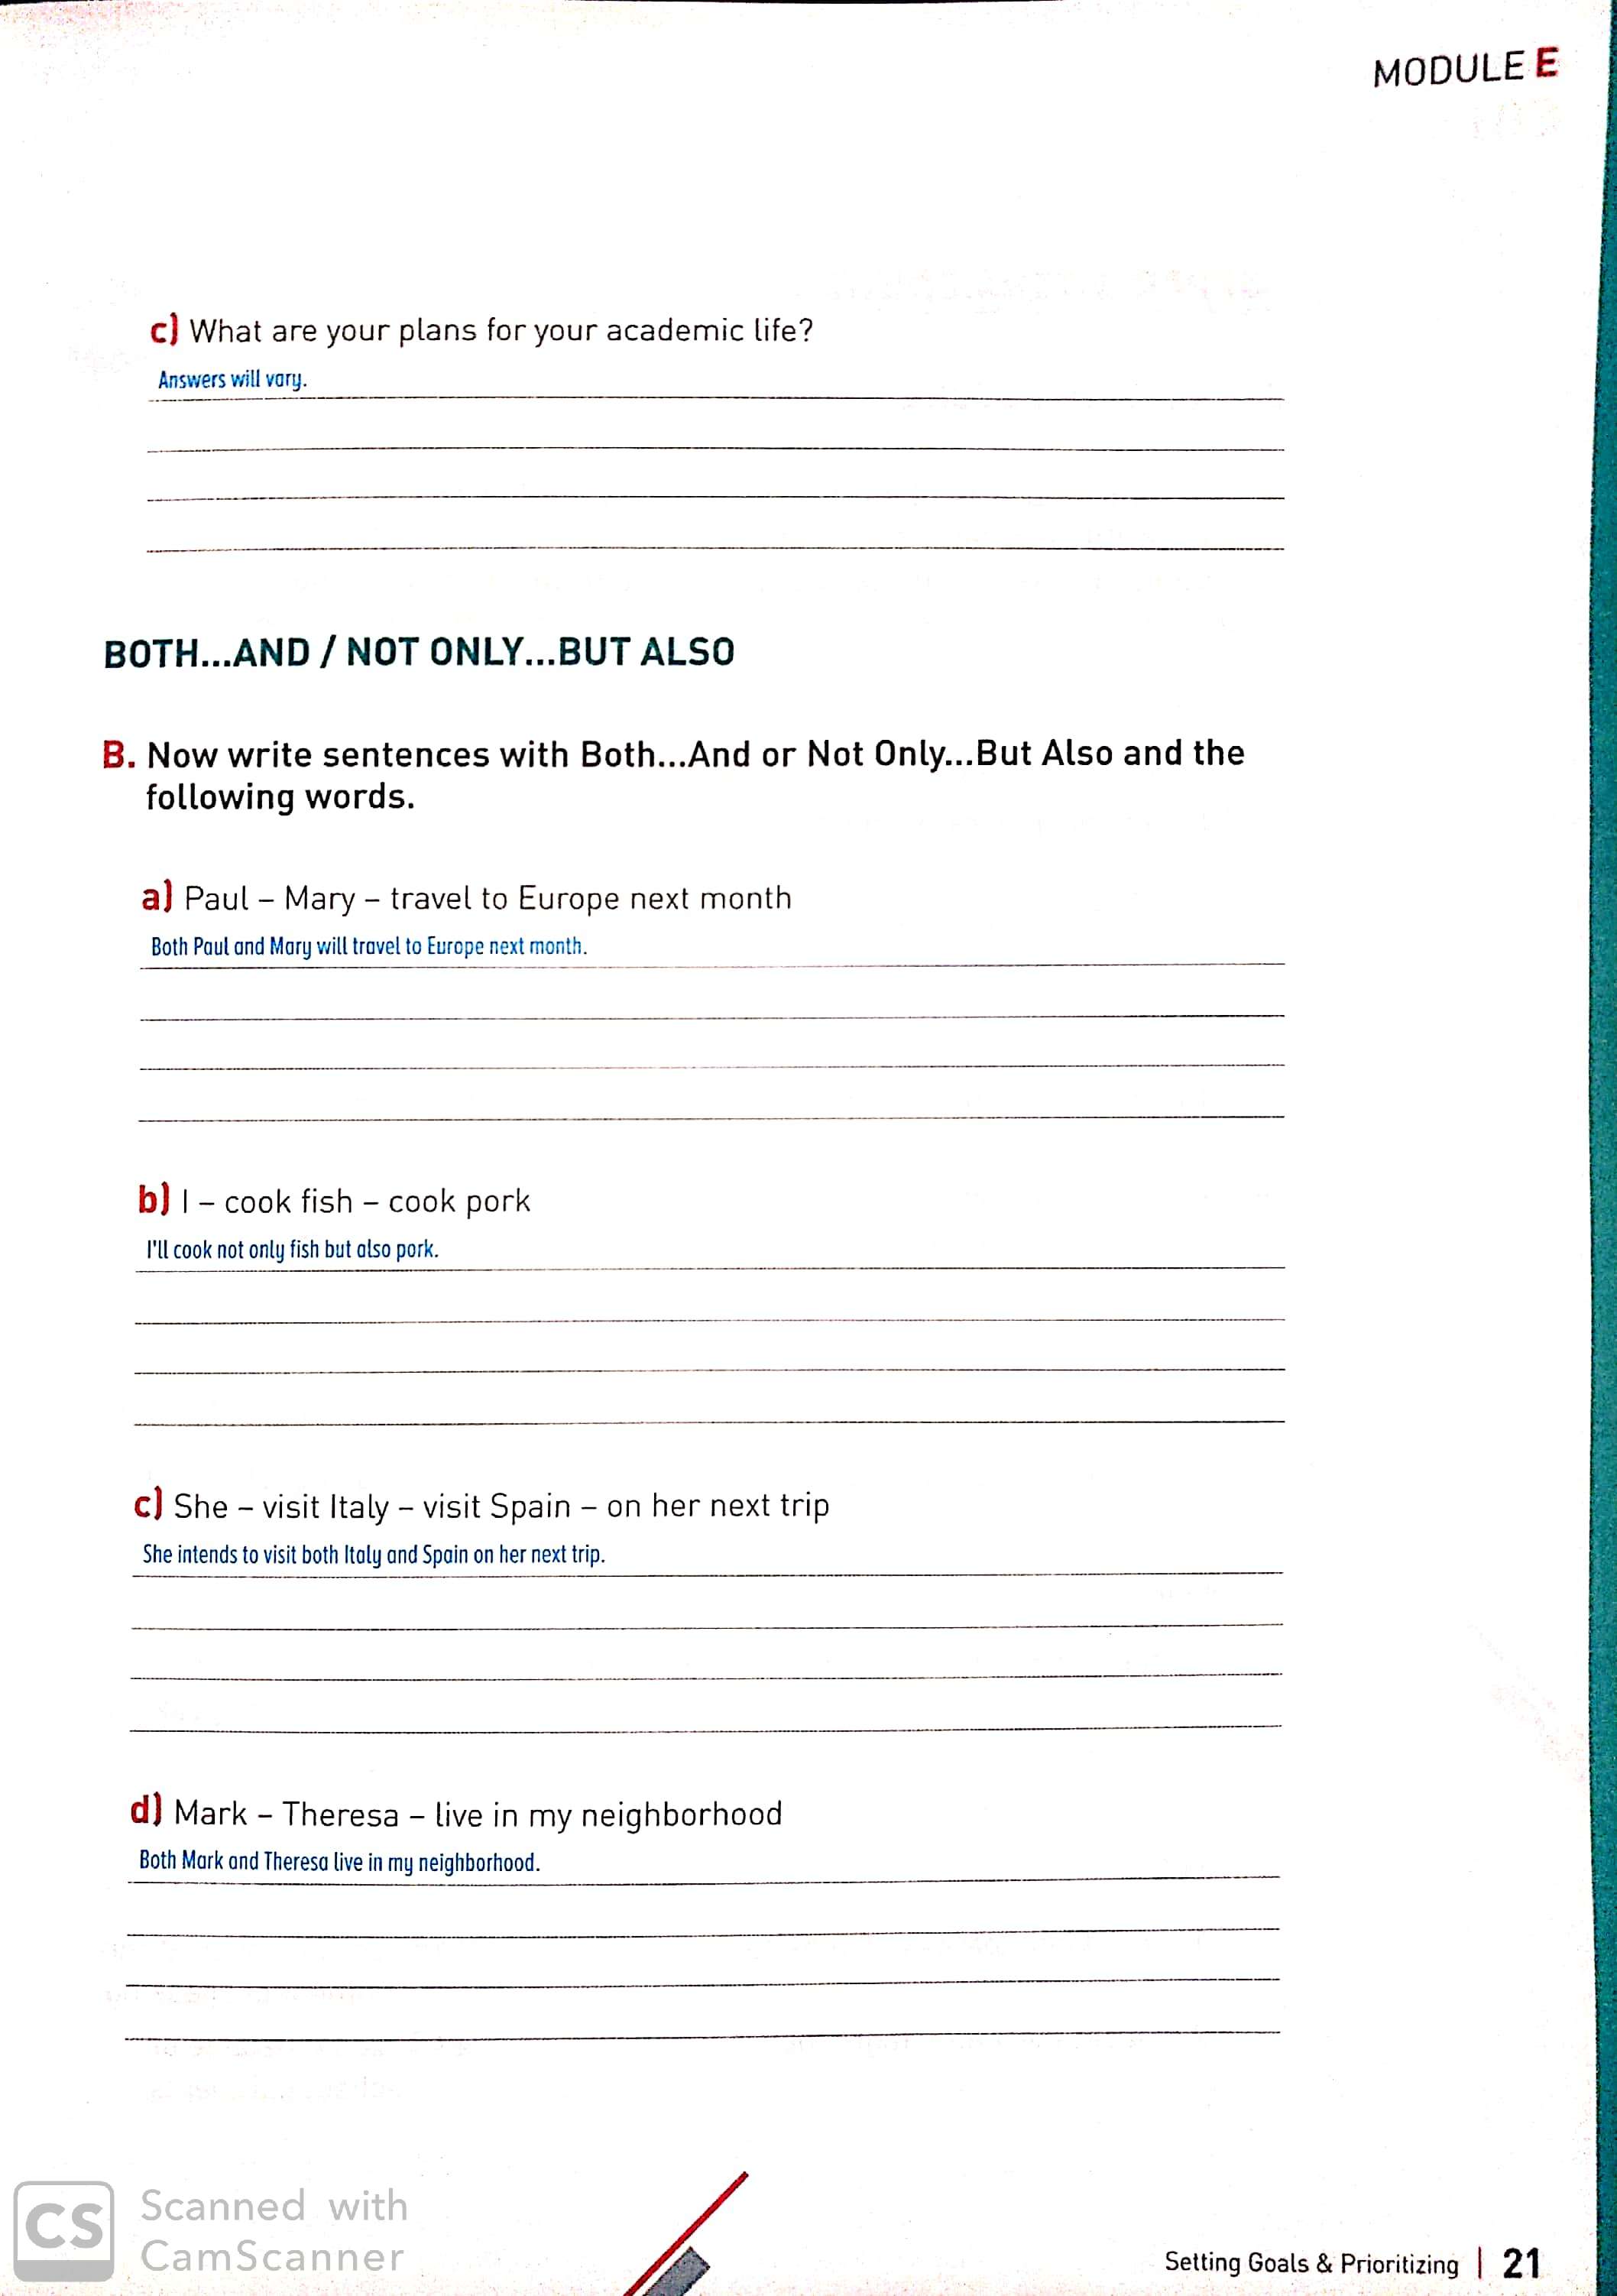 MODULE E
c) What are your plans for your academic life?
Answers will vary.
BOTH...AND / NOT ONLY...BUT ALSO
B. Now write sentences with Both...And or Not Only...But Also and the
following words.
a) Paul – Mary – travel to Europe next month
Both Paul and Mary will travel to Europe next month.
b) I – cook fish – cook pork
I'll cook not only fish but also pork.
c) She – visit Italy – visit Spain – on her next trip
She intends to visit both Italy and Spain on her next trip.
d) Mark – Theresa – live in my neighborhood
Both Mark and Theresa live in my neighborhood.
CS Scanned with
CamScanner
Setting Goals & Prioritizing | 21